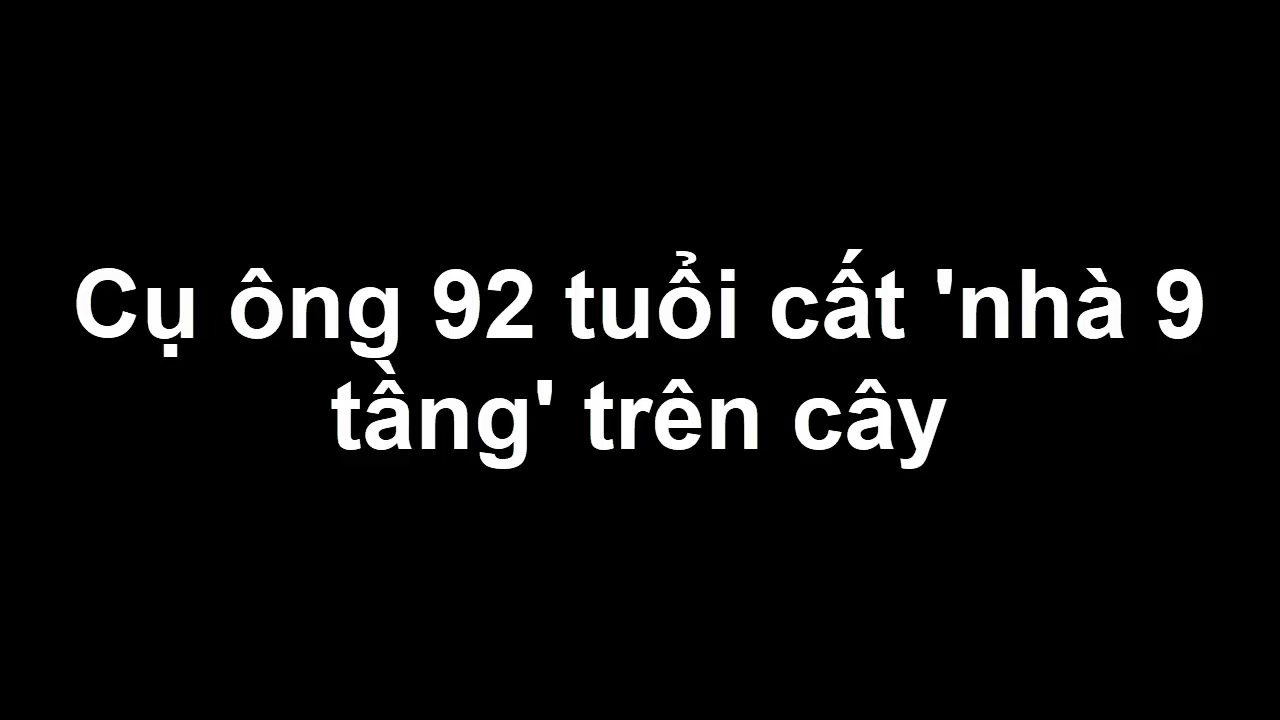 Cụ ông 92 tuổi cất 'nhà 9
tầng' trên cây